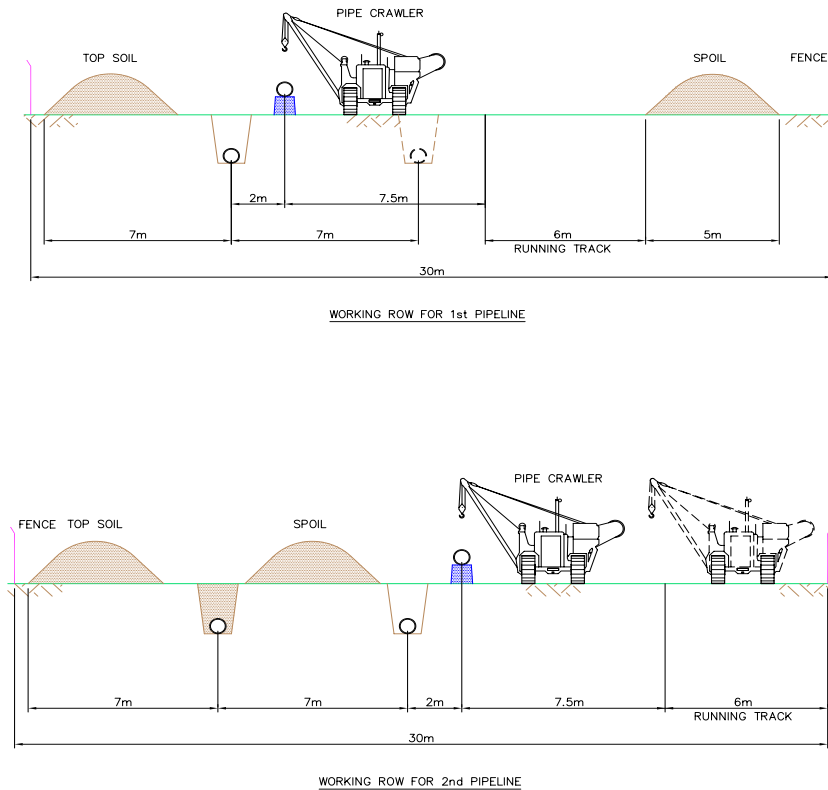 PIPE CRAWLER
TOP SOIL
SPOIL
FENCE
2m
7.5m
7m
7m
6m
5m
RUNNING TRACK
30m
WORKING ROW FOR 1st PIPELINE
PIPE CRAWLER
FENCE
TOP SOIL
SPOIL
7m
7m
2m
7.5m
6m
RUNNING TRACK
30m
WORKING ROW FOR 2nd PIPELINE